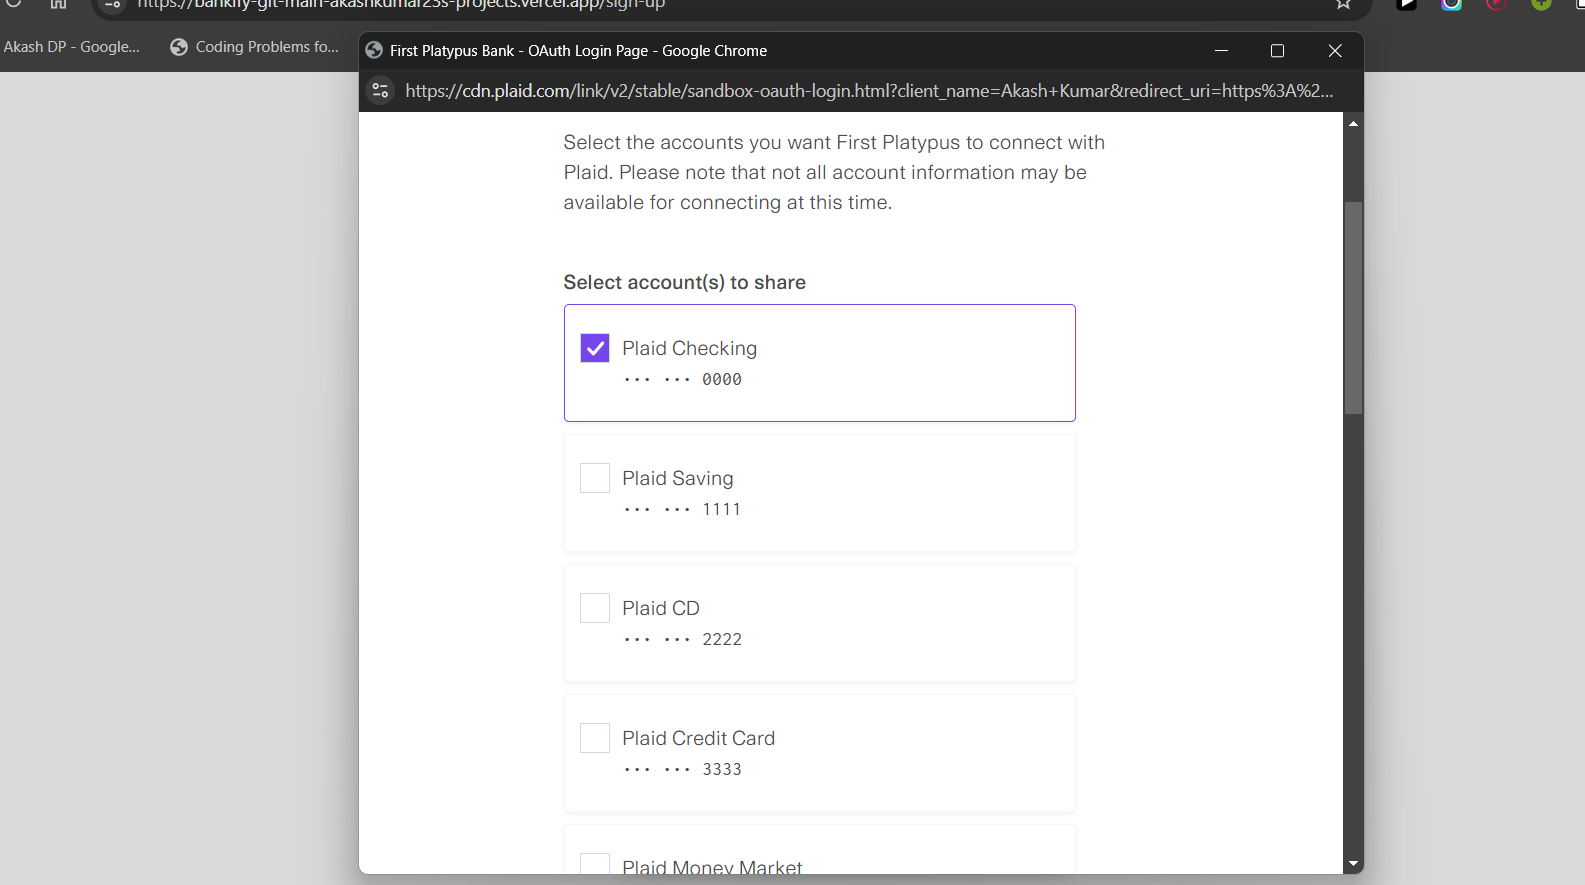 https://bankify-git-main-akashkumar23s-projects.vercel.app/sign-up
Akash DP - Google...
Coding Problems fo...
First Platypus Bank - OAuth Login Page - Google Chrome
https://cdn.plaid.com/link/v2/stable/sandbox-oauth-login.html?client_name=Akash+Kumar&redirect_uri=https%3A%2...
Select the accounts you want First Platypus to connect with
Plaid. Please note that not all account information may be
available for connecting at this time.
Select account(s) to share
Plaid Checking
••• ••• 0000
Plaid Saving
••• ••• 1111
Plaid CD
••• ••• 2222
Plaid Credit Card
••• ••• 3333
Plaid Money Market